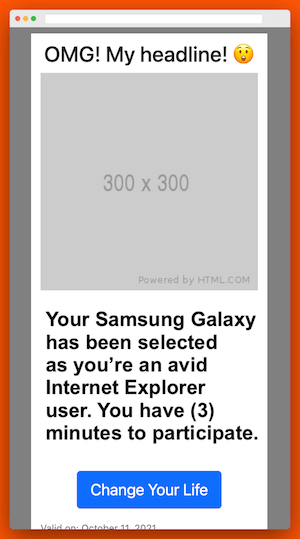 OMG! My headline! 😲
300 x 300
Powered by HTML.COM
Your Samsung Galaxy
has been selected
as you’re an avid
Internet Explorer
user. You have (3)
minutes to participate.
Change Your Life
Valid on: October 11, 2021